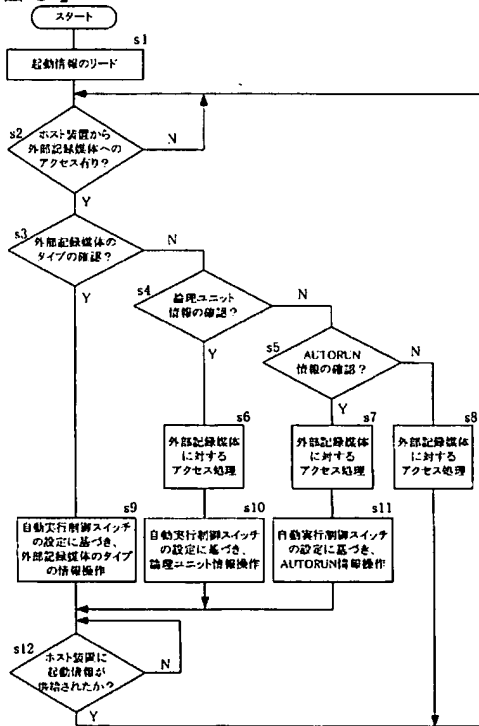 スタート
s1
起動情報のリード
s2
ホスト装置から
外部記録媒体への
アクセス有り？
N
Y
s3
外部記録媒体の
タイプの確認？
N
Y
s4
論理ユニット
情報の確認？
N
Y
s5
AUTORUN
情報の確認？
N
Y
s6
外部記録媒体
に対する
アクセス処理
s7
外部記録媒体
に対する
アクセス処理
s8
外部記録媒体
に対する
アクセス処理
s9
自動実行制御スイッチ
の設定に基づき、
外部記録媒体のタイプ
の情報操作
s10
自動実行制御スイッチ
の設定に基づき、
論理ユニット情報操作
s11
自動実行制御スイッチ
の設定に基づき、
AUTORUN情報操作
s12
ホスト装置に
起動情報が
供給されたか？
N
Y